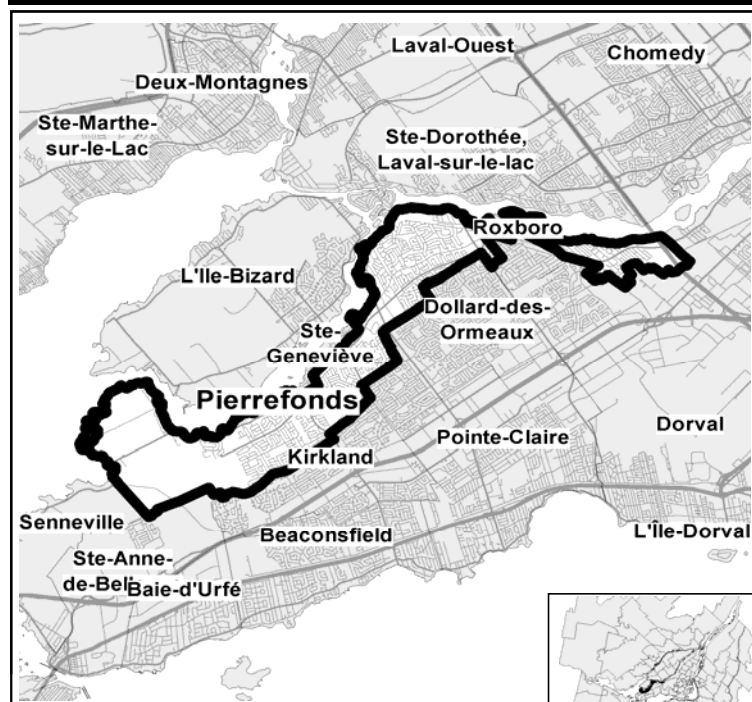 Laval-Ouest
Chomedy
Deux-Montagnes
Ste-Marthe-
sur-le-Lac
Ste-Dorothée,
Laval-sur-le-lac
Roxboro
L'Ile-Bizard
Dollard-des-
Ormeaux
Ste-
Geneviève
Pierrefonds
Dorval
Pointe-Claire
Kirkland
Senneville
Beaconsfield
L'Île-Dorval
Ste-Anne-
de-Bel
Baie-d'Urfé